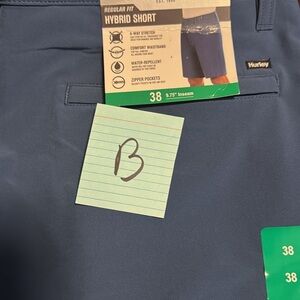 REGULAR FIT
HYBRID SHORT
4-WAY STRETCH
COMFORT WAISTBAND
WATER-REPELLENT
ZIPPER POCKETS
38 9.75" Inseam
Hurley
B
38
38